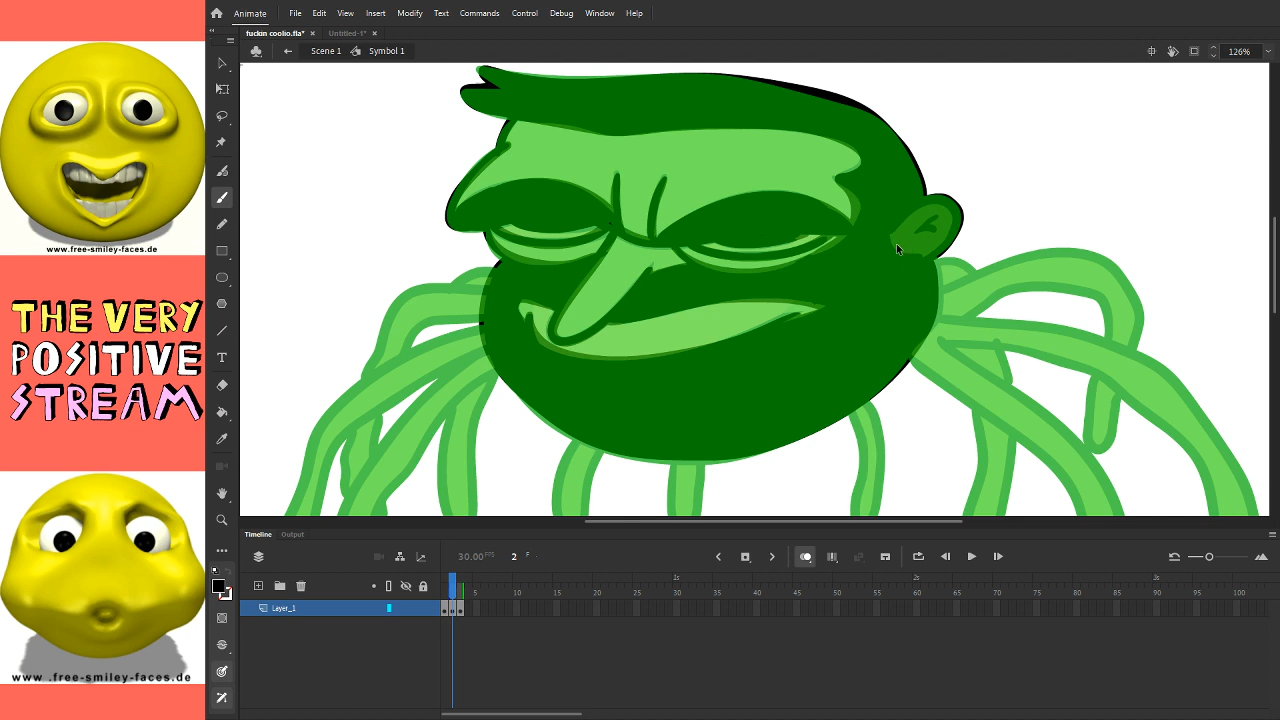 www.free-smiley-faces.de
THE VERY
POSITIVE
STREAM
www.free-smiley-faces.de
Animate
File Edit View Insert Modify Text Commands Control Debug Window Help
fuckin coolio.fla* × Untitled-1* ×
Scene 1 Symbol 1
126%
T
Timeline Output
30.00 FPS 2 F
1s 2s 3s
5 10 15 20 25 30 35 40 45 50 55 60 65 70 75 80 85 90 95 100
Layer_1